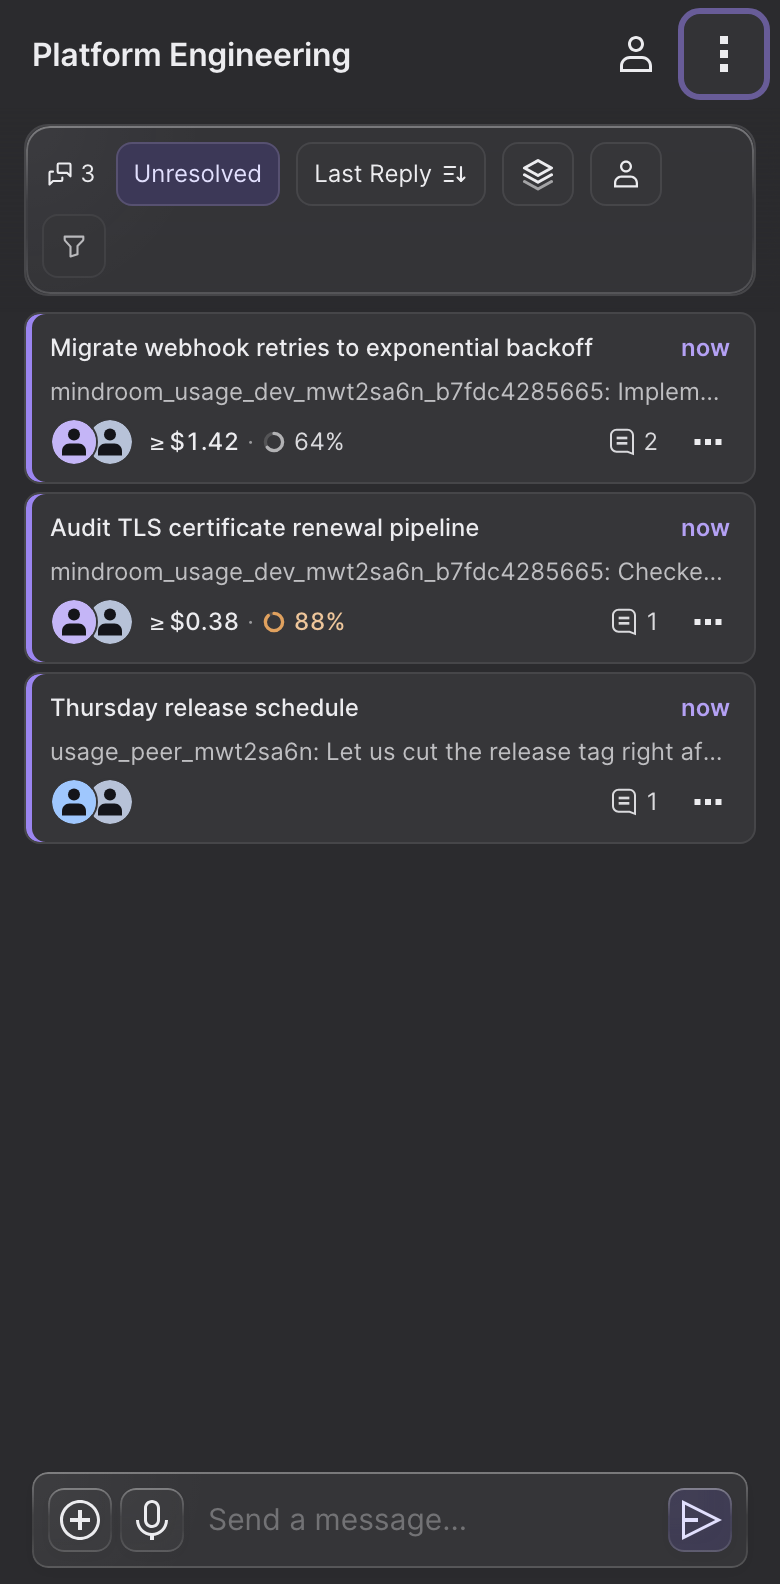 Platform Engineering
3 Unresolved Last Reply
Migrate webhook retries to exponential backoff now
mindroom_usage_dev_mwt2sa6n_b7fdc4285665: Implem...
≥ $1.42 · 64% 2
Audit TLS certificate renewal pipeline now
mindroom_usage_dev_mwt2sa6n_b7fdc4285665: Checke...
≥ $0.38 · 88% 1
Thursday release schedule now
usage_peer_mwt2sa6n: Let us cut the release tag right af...
1
Send a message...